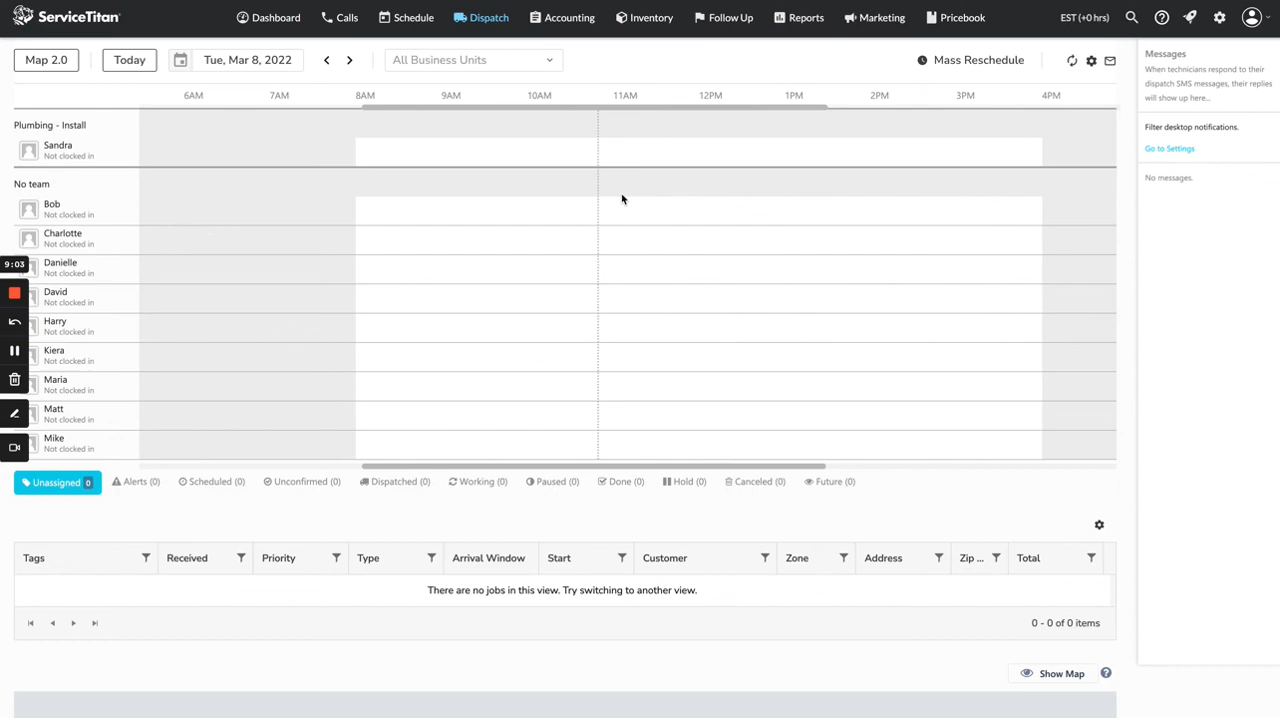 ServiceTitan
Dashboard Calls Schedule Dispatch Accounting Inventory Follow Up Reports Marketing Pricebook EST (+0 hrs)
Map 2.0 Today Tue, Mar 8, 2022 All Business Units Mass Reschedule
6AM 7AM 8AM 9AM 10AM 11AM 12PM 1PM 2PM 3PM 4PM
Plumbing - Install
Sandra
Not clocked in
No team
Bob
Not clocked in
Charlotte
Not clocked in
9:03
Danielle
Not clocked in
David
Not clocked in
Harry
Not clocked in
Kiera
Not clocked in
Maria
Not clocked in
Matt
Not clocked in
Mike
Not clocked in
Unassigned 0 Alerts (0) Scheduled (0) Unconfirmed (0) Dispatched (0) Working (0) Paused (0) Done (0) Hold (0) Canceled (0) Future (0)
Tags Received Priority Type Arrival Window Start Customer Zone Address Zip ... Total
There are no jobs in this view. Try switching to another view.
0 - 0 of 0 items
Show Map
Messages
When technicians respond to their
dispatch SMS messages, their replies
will show up here...
Filter desktop notifications.
Go to Settings
No messages.